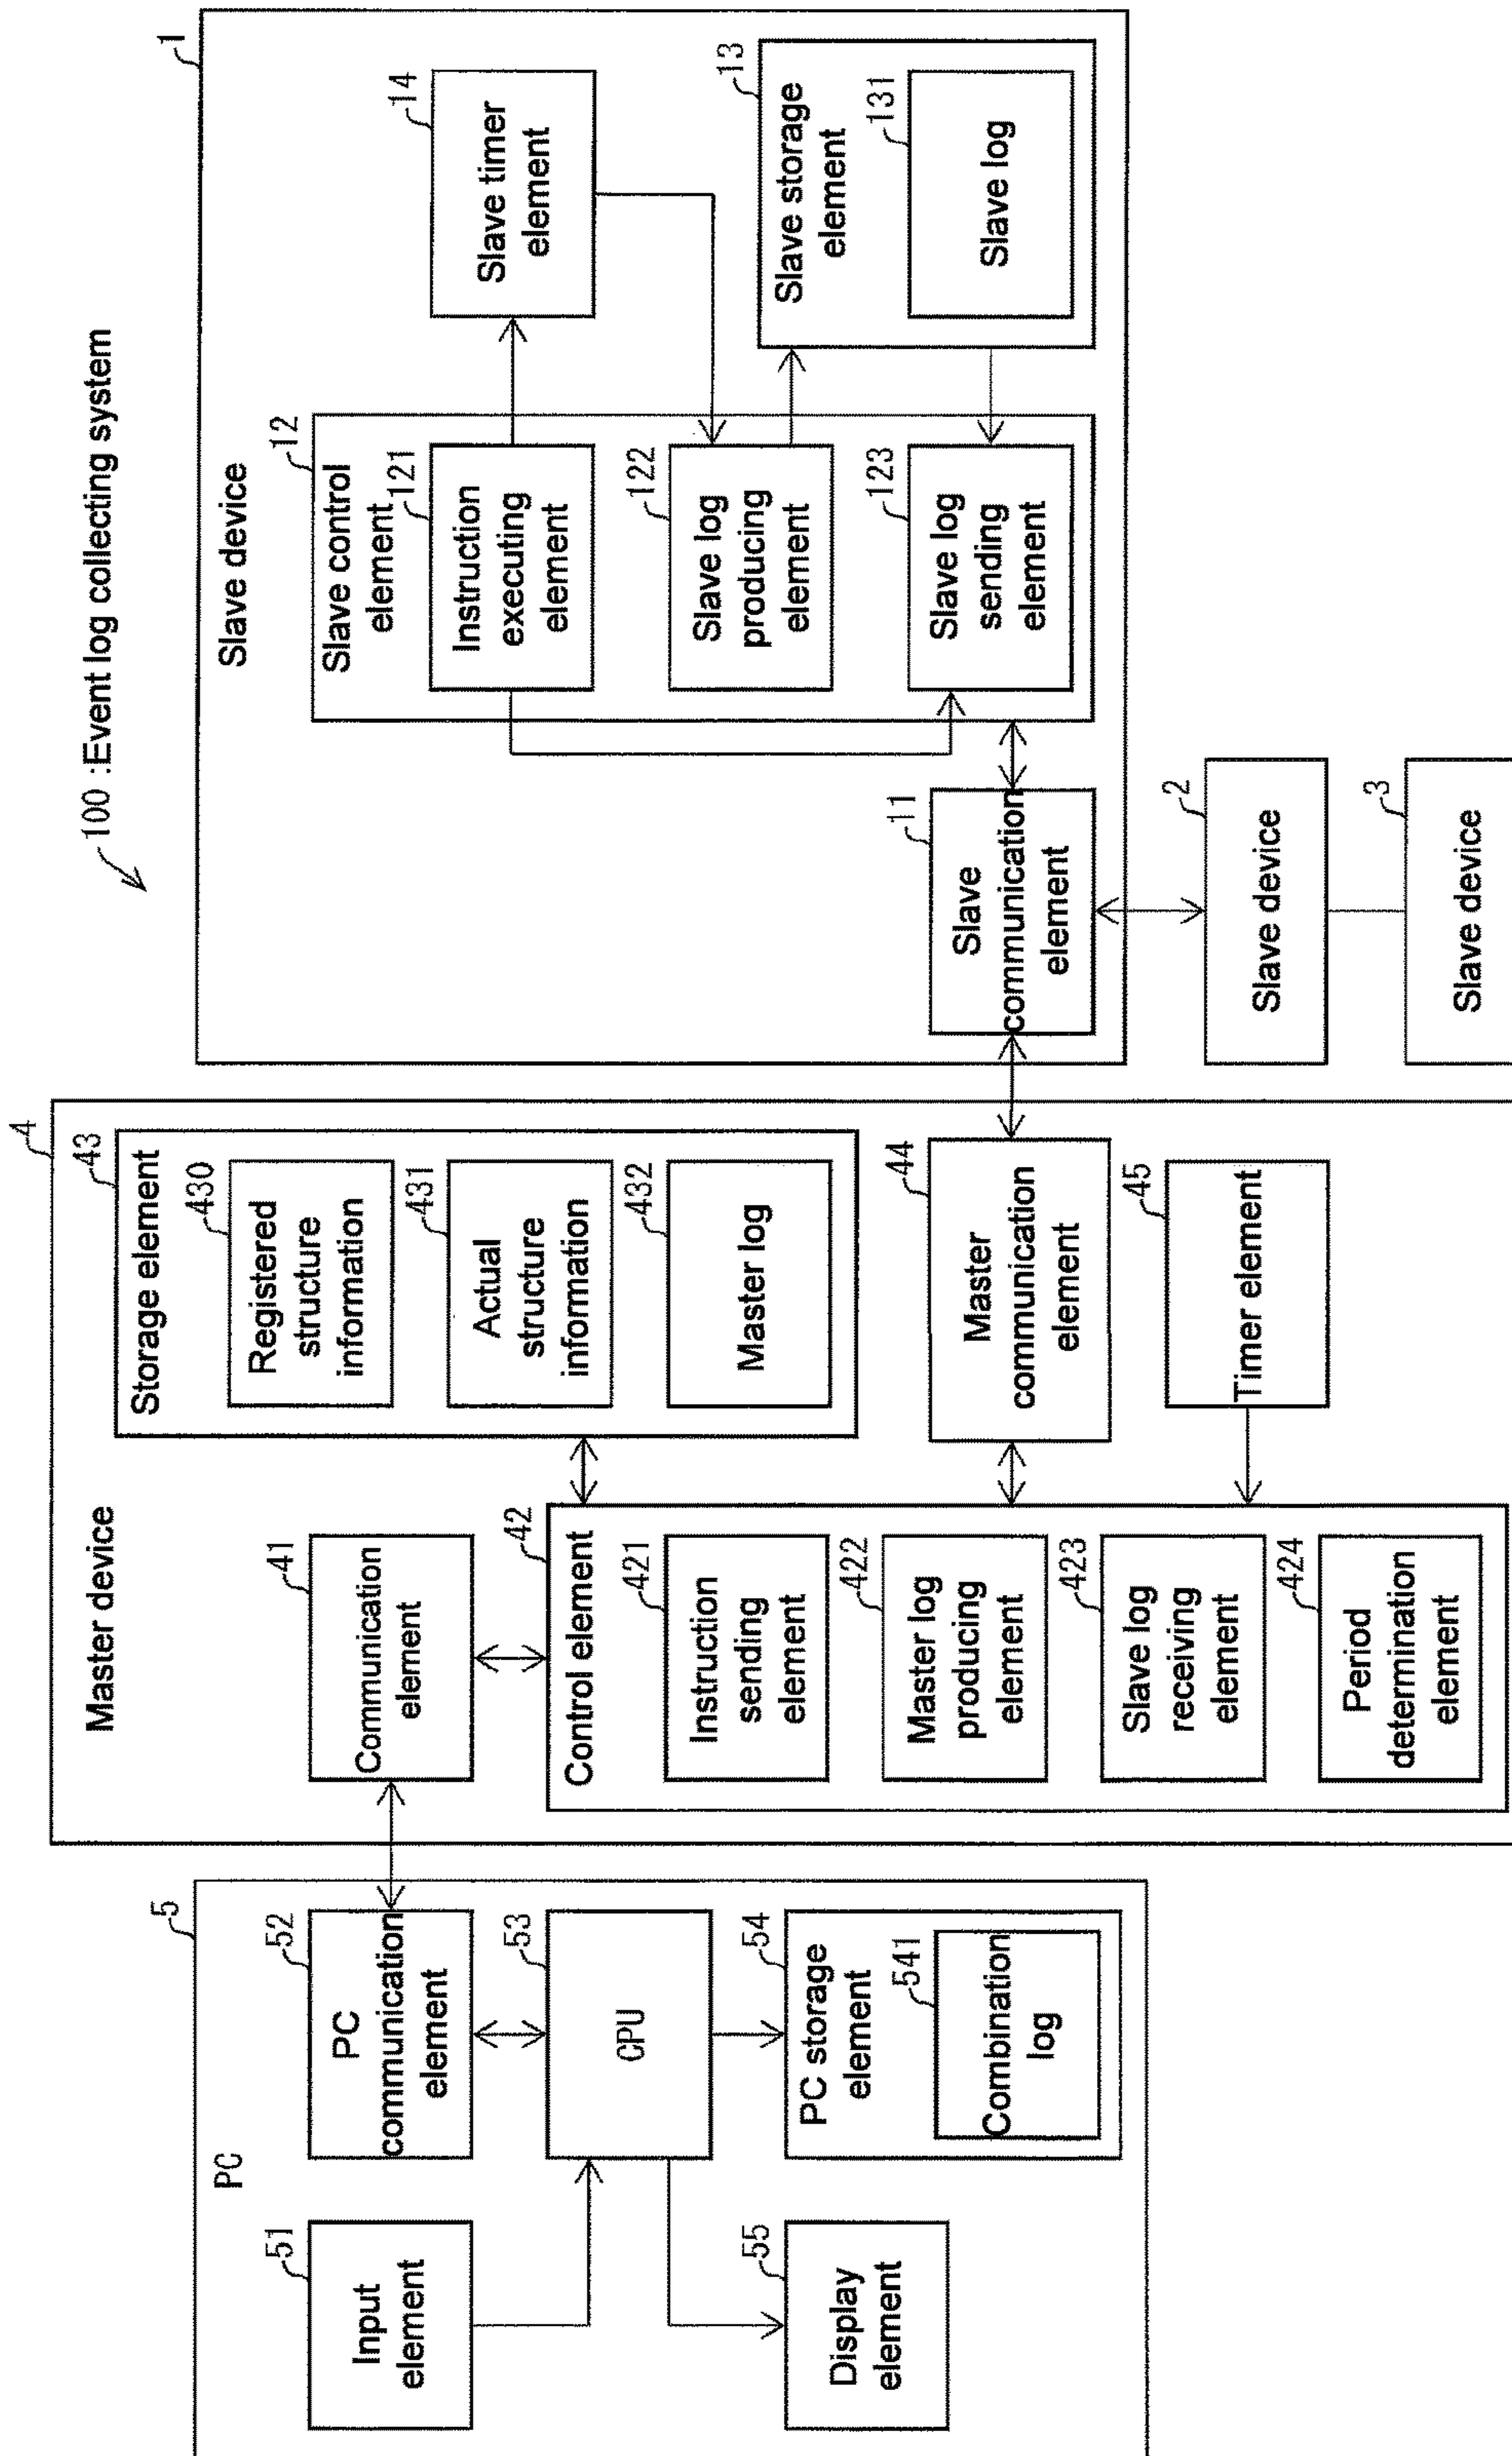 100 :Event log collecting system
5
PC
51
Input
element
52
PC
communication
element
53
CPU
54
PC storage
element
541
Combination
log
55
Display
element
4
Master device
41
Communication
element
42
Control element
421
Instruction
sending
element
422
Master log
producing
element
423
Slave log
receiving
element
424
Period
determination
element
43
Storage element
430
Registered
structure
information
431
Actual
structure
information
432
Master log
44
Master
communication
element
45
Timer element
1
Slave device
11
Slave
communication
element
12
Slave control
element
121
Instruction
executing
element
122
Slave log
producing
element
123
Slave log
sending
element
14
Slave timer
element
13
Slave storage
element
131
Slave log
2
Slave device
3
Slave device